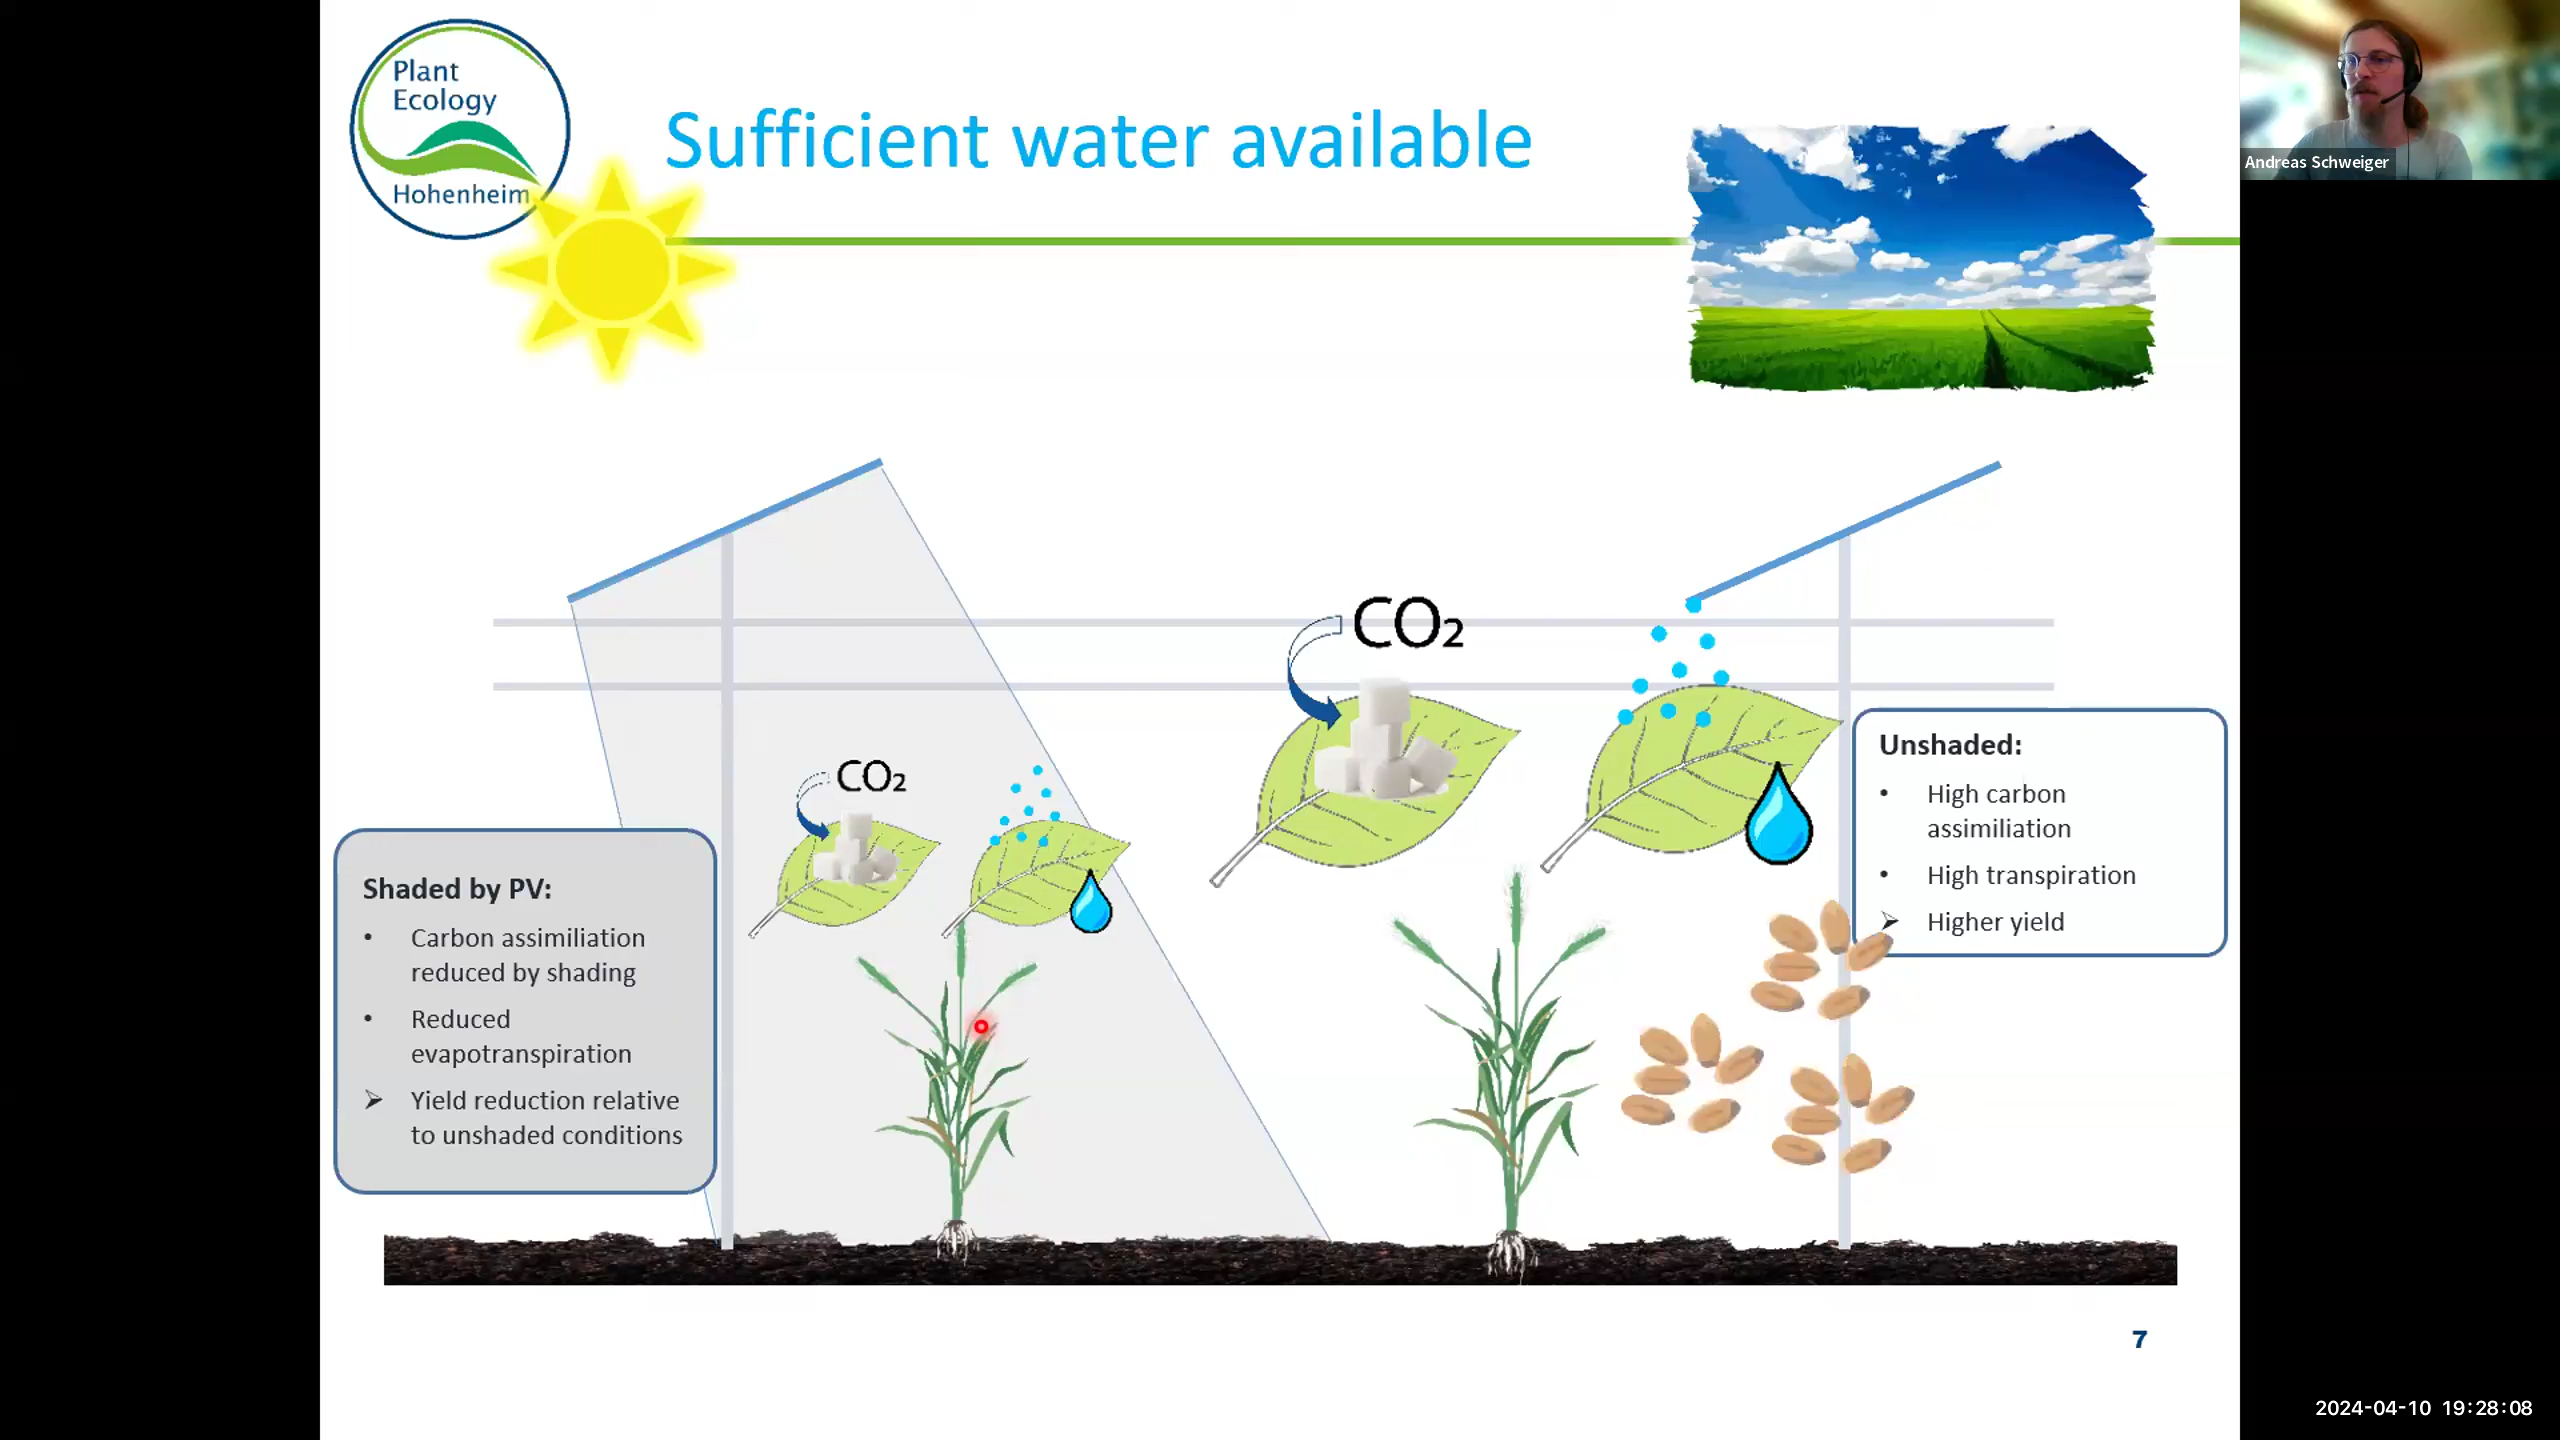 Plant
Ecology
Hohenheim
Sufficient water available
Andreas Schweiger
CO₂
CO₂
Shaded by PV:
• Carbon assimiliation
reduced by shading
• Reduced
evapotranspiration
➢ Yield reduction relative
to unshaded conditions
Unshaded:
• High carbon
assimiliation
• High transpiration
➢ Higher yield
7
2024-04-10 19:28:08